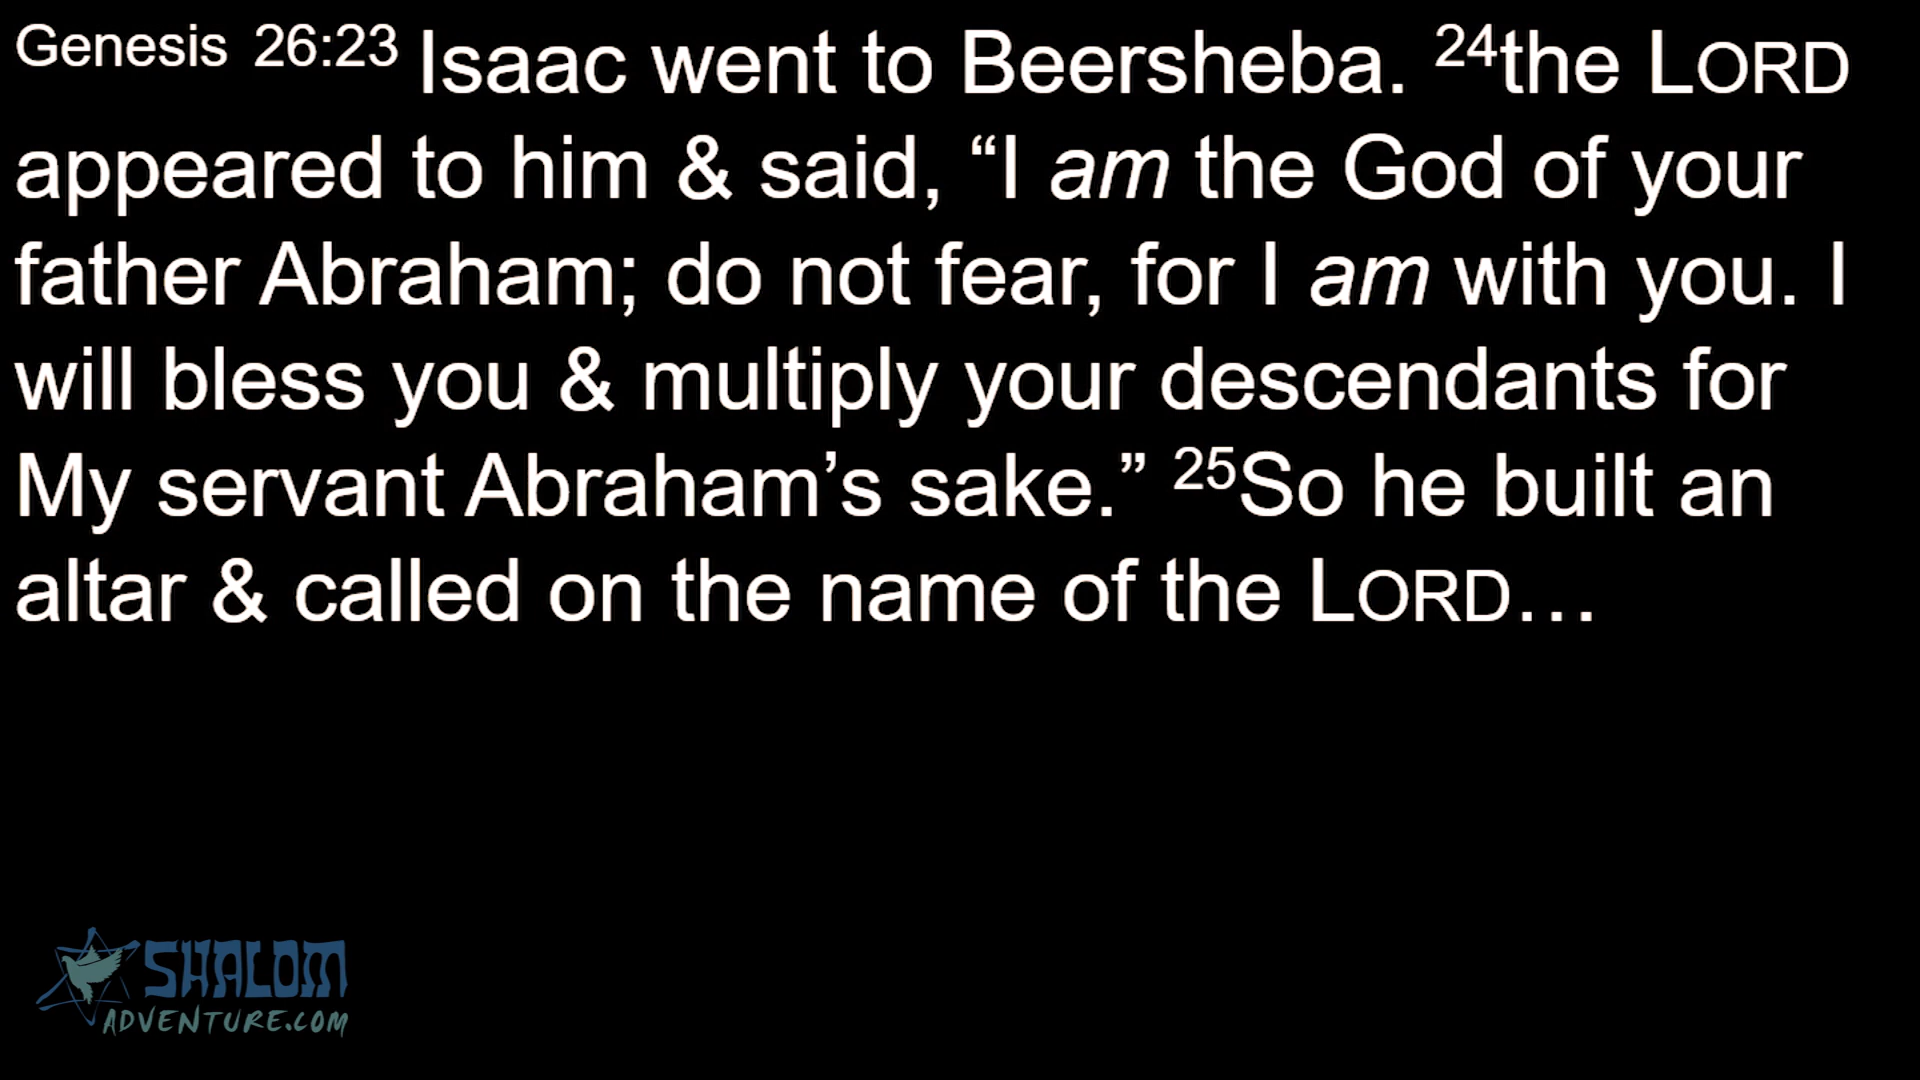 Genesis 26:23 Isaac went to Beersheba. 24the LORD
appeared to him & said, “I am the God of your
father Abraham; do not fear, for I am with you. I
will bless you & multiply your descendants for
My servant Abraham’s sake.” 25So he built an
altar & called on the name of the LORD…
SHALOM
ADVENTURE.COM